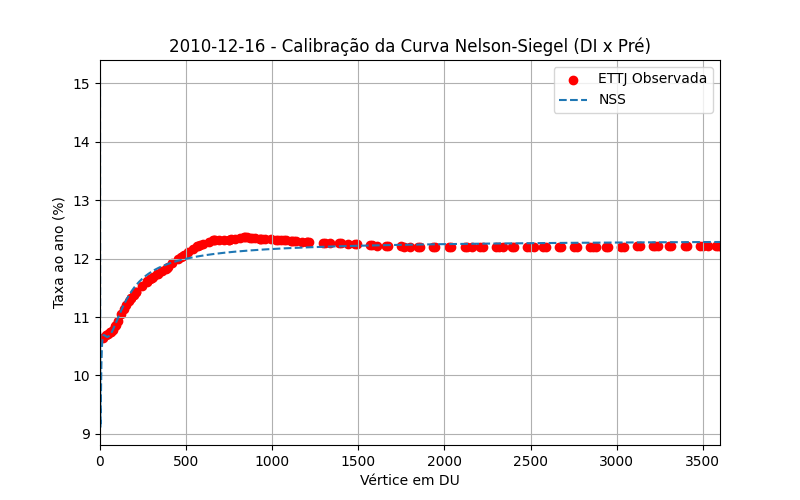 2010-12-16 - Calibração da Curva Nelson-Siegel (DI x Pré)
ETTJ Observada
NSS
Taxa ao ano (%)
15
14
13
12
11
10
9
0 500 1000 1500 2000 2500 3000 3500
Vértice em DU